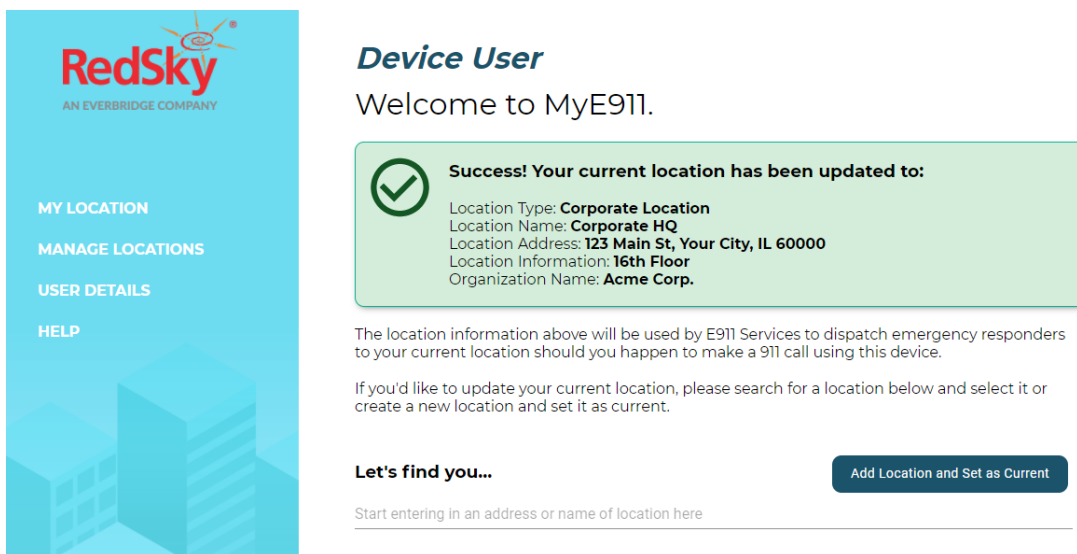 RedSky®
AN EVERBRIDGE COMPANY
MY LOCATION
MANAGE LOCATIONS
USER DETAILS
HELP
Device User
Welcome to MyE911.
Success! Your current location has been updated to:
Location Type: Corporate Location
Location Name: Corporate HQ
Location Address: 123 Main St, Your City, IL 60000
Location Information: 16th Floor
Organization Name: Acme Corp.
The location information above will be used by E911 Services to dispatch emergency responders
to your current location should you happen to make a 911 call using this device.
If you'd like to update your current location, please search for a location below and select it or
create a new location and set it as current.
Let's find you...
Add Location and Set as Current
Start entering in an address or name of location here